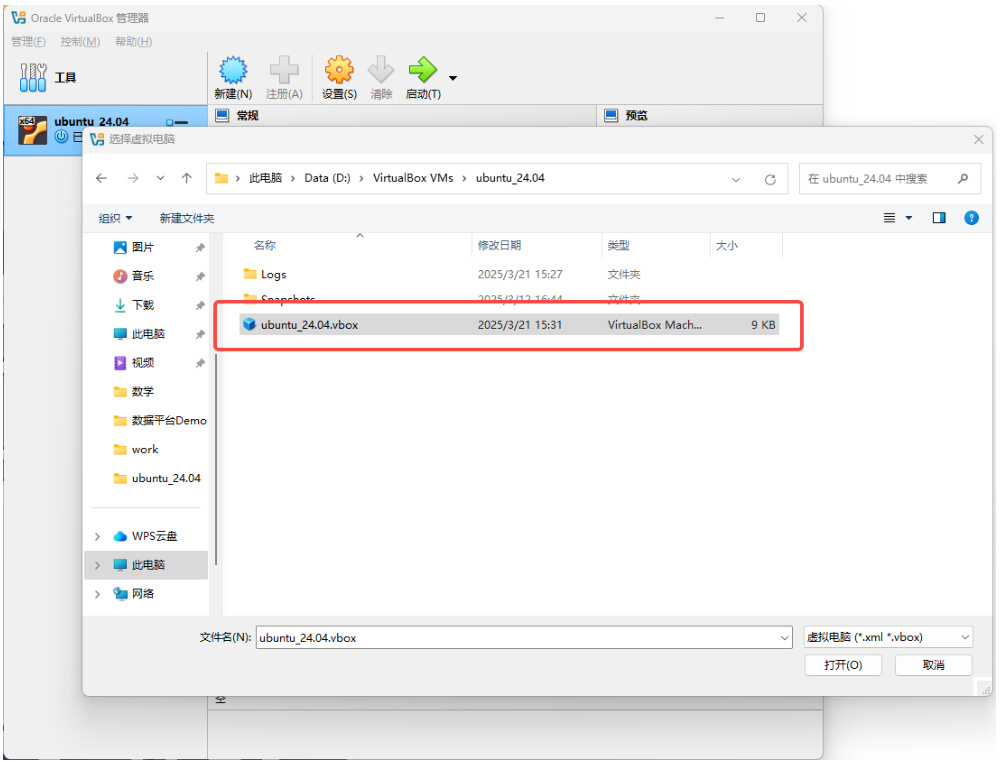 Oracle VirtualBox 管理器
管理(F) 控制(M) 帮助(H)
工具
新建(N) 注册(A) 设置(S) 清除 启动(T)
x64
ubuntu_24.04
常规 预览
选择虚拟电脑
此电脑 Data (D:) VirtualBox VMs ubuntu_24.04
在 ubuntu_24.04 中搜索
组织 新建文件夹
名称 修改日期 类型 大小
图片
音乐
下载
此电脑
视频
数学
数据平台Demo
work
ubuntu_24.04
WPS云盘
此电脑
网络
Logs 2025/3/21 15:27 文件夹
Snapshots 2025/3/12 16:44 文件夹
ubuntu_24.04.vbox 2025/3/21 15:31 VirtualBox Mach... 9 KB
文件名(N): ubuntu_24.04.vbox 虚拟电脑 (*.xml *.vbox)
打开(O) 取消